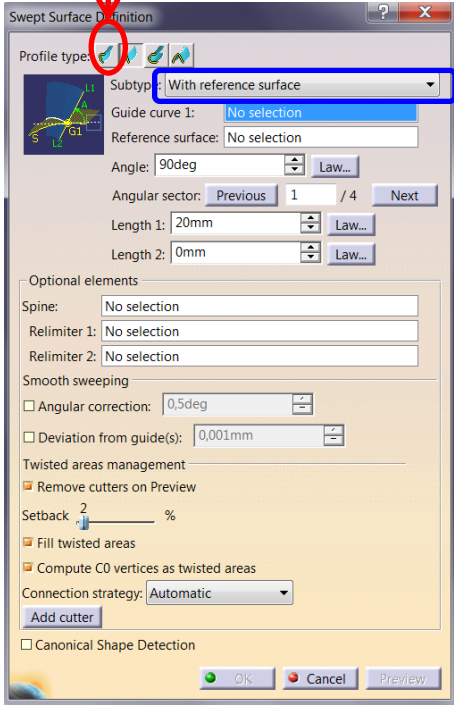 Swept Surface Definition
Profile type:
Subtype: With reference surface
Guide curve 1: No selection
Reference surface: No selection
Angle: 90deg Law...
Angular sector: Previous 1 / 4 Next
Length 1: 20mm Law...
Length 2: 0mm Law...
L1
A
G1
S
L2
Optional elements
Spine: No selection
Relimiter 1: No selection
Relimiter 2: No selection
Smooth sweeping
Angular correction: 0,5deg
Deviation from guide(s): 0,001mm
Twisted areas management
Remove cutters on Preview
Setback 2 %
Fill twisted areas
Compute C0 vertices as twisted areas
Connection strategy: Automatic
Add cutter
Canonical Shape Detection
OK Cancel Preview